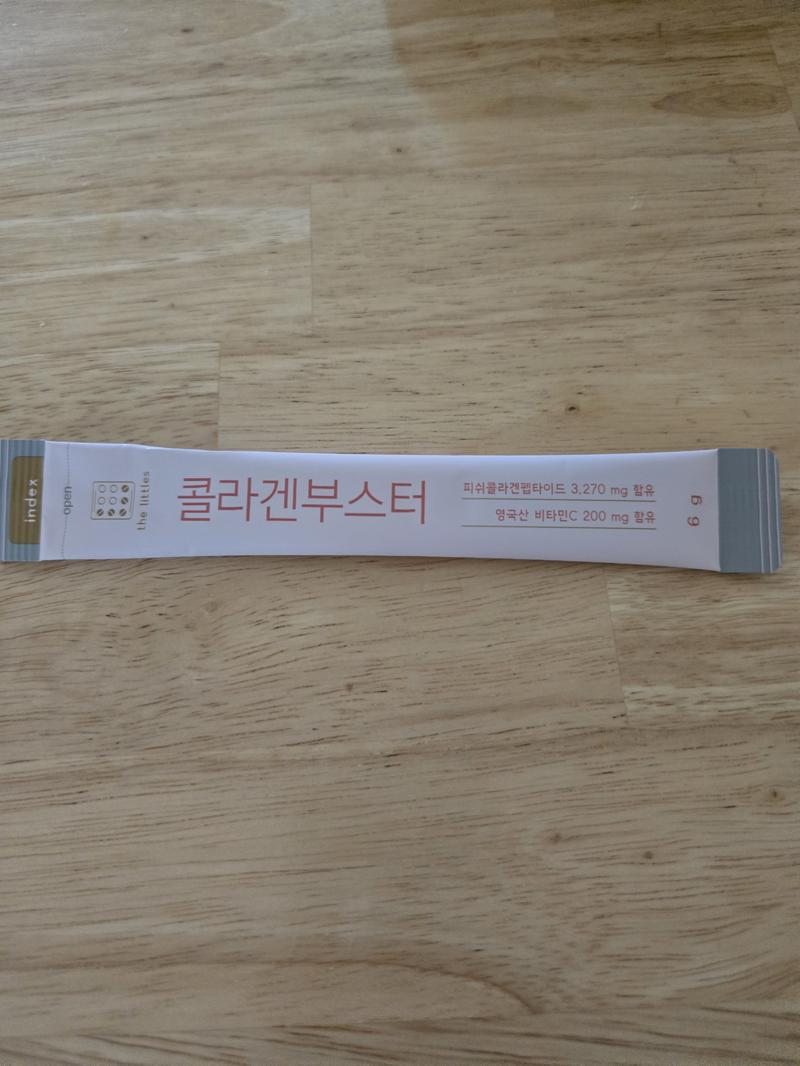 index
open
the littles
콜라겐부스터
피쉬콜라겐펩타이드 3,270 mg 함유
영국산 비타민C 200 mg 함유
6 g